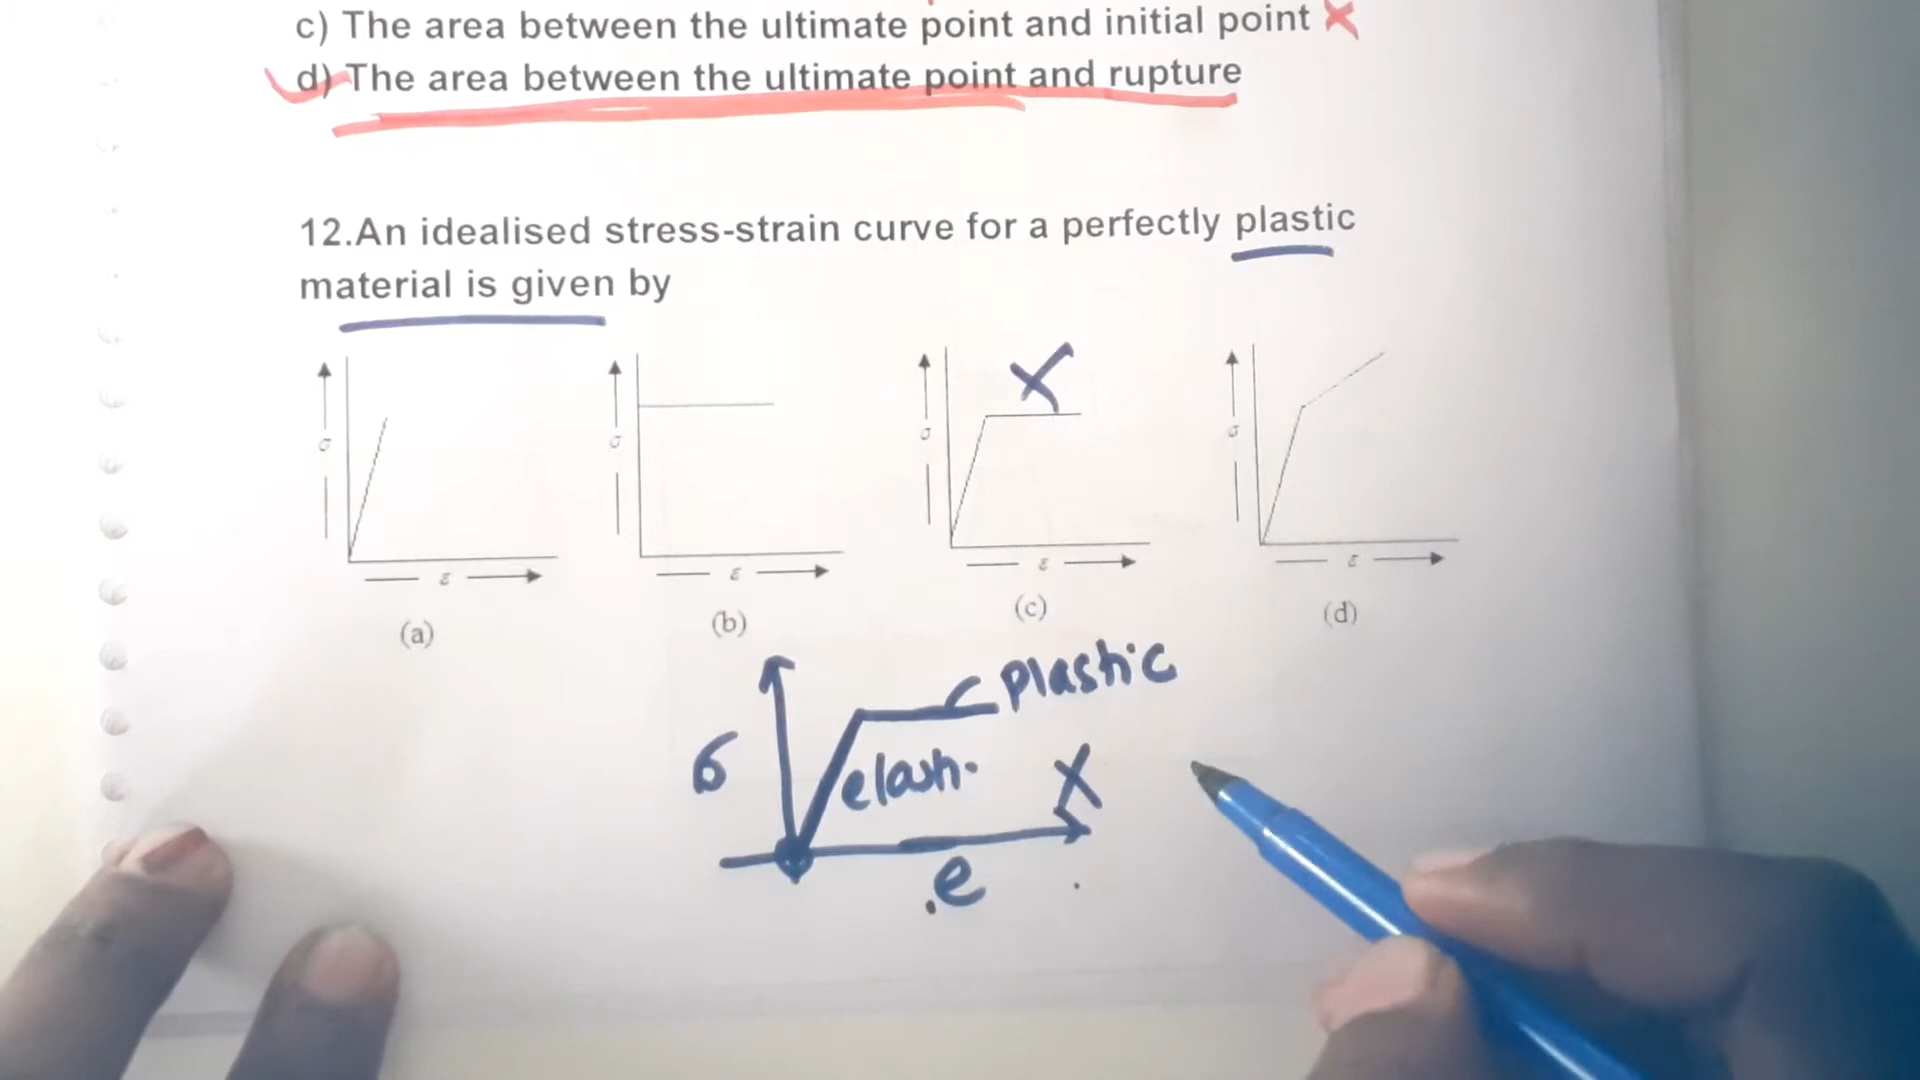 c) The area between the ultimate point and initial point
d) The area between the ultimate point and rupture
12.An idealised stress-strain curve for a perfectly plastic
material is given by
σ σ σ σ
ε ε ε ε
(a) (b) (c) (d)
plastic
6 elash.
e